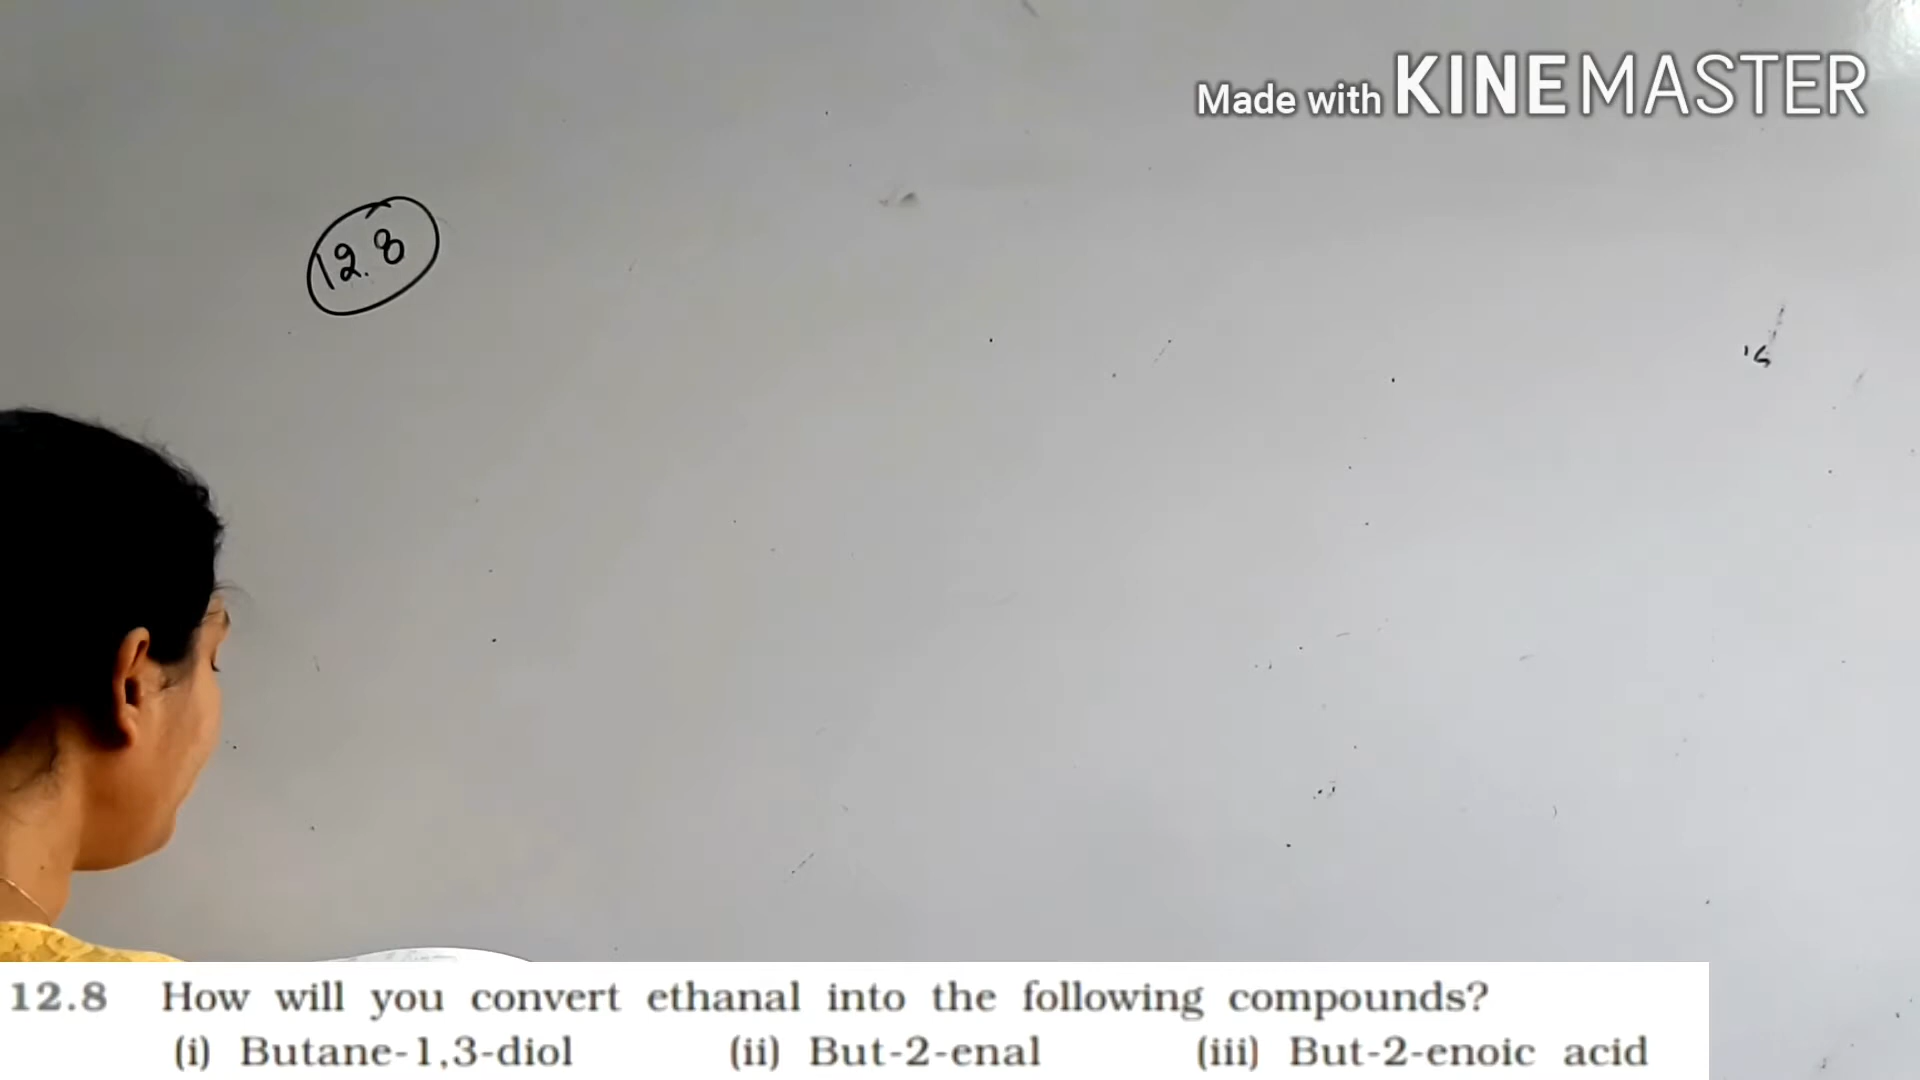 Made with KINEMASTER
12.8
12.8 How will you convert ethanal into the following compounds?
(i) Butane-1,3-diol (ii) But-2-enal (iii) But-2-enoic acid